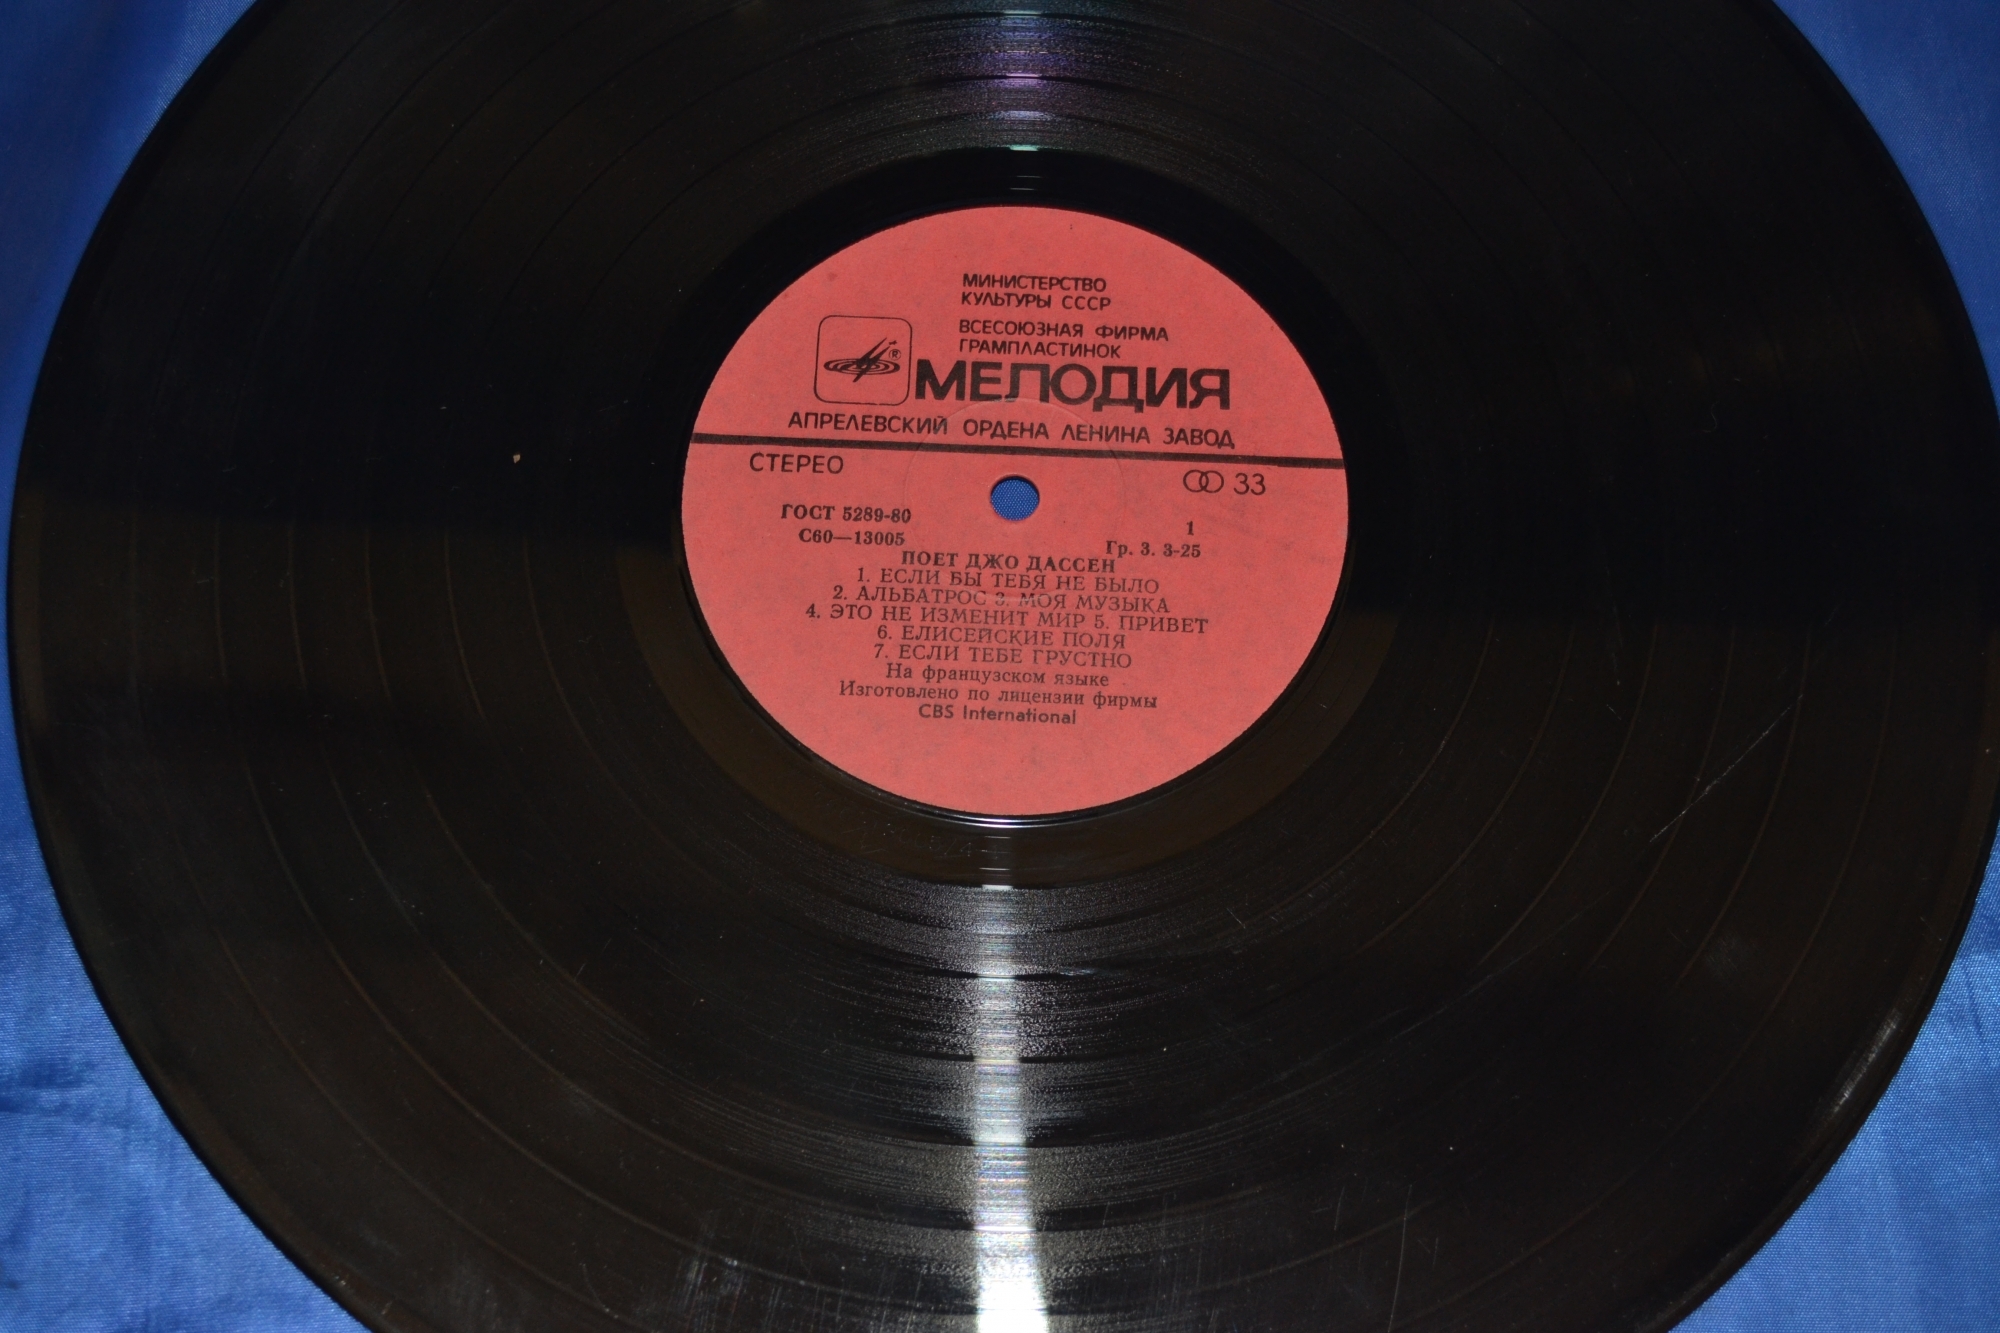 МИНИСТЕРСТВО
КУЛЬТУРЫ СССР
ВСЕСОЮЗНАЯ ФИРМА
ГРАМПЛАСТИНОК
®
МЕЛОДИЯ
АПРЕЛЕВСКИЙ ОРДЕНА ЛЕНИНА ЗАВОД
СТЕРЕО
33
ГОСТ 5289-80
1
С60—13005
Гр. 3. 3-25
ПОЕТ ДЖО ДАССЕН
1. ЕСЛИ БЫ ТЕБЯ НЕ БЫЛО
2. АЛЬБАТРОС 3. МОЯ МУЗЫКА
4. ЭТО НЕ ИЗМЕНИТ МИР 5. ПРИВЕТ
6. ЕЛИСЕЙСКИЕ ПОЛЯ
7. ЕСЛИ ТЕБЕ ГРУСТНО
На французском языке
Изготовлено по лицензии фирмы
CBS International